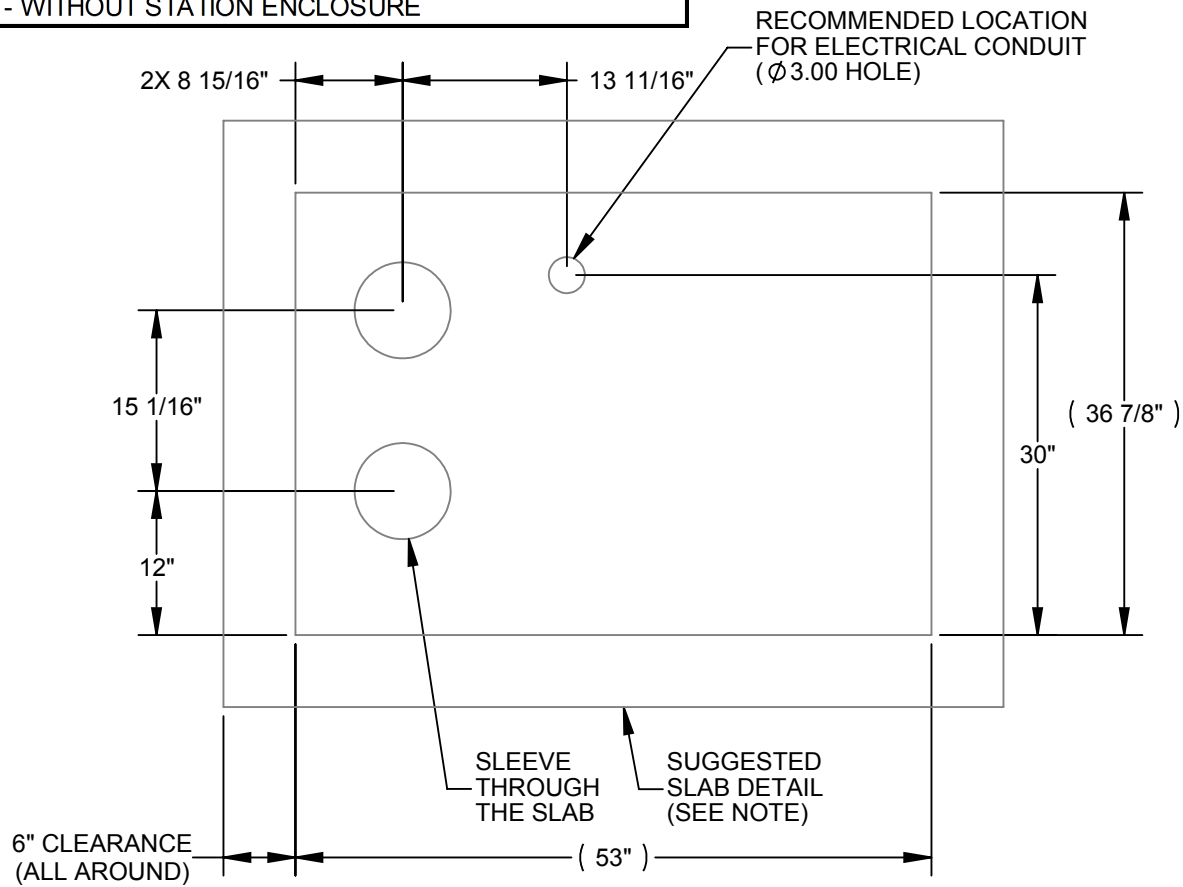 - WITHOUT STATION ENCLOSURE
RECOMMENDED LOCATION
FOR ELECTRICAL CONDUIT
(Ø3.00 HOLE)
2X 8 15/16"
13 11/16"
15 1/16"
( 36 7/8" )
30"
12"
SLEEVE
THROUGH
THE SLAB
SUGGESTED
SLAB DETAIL
(SEE NOTE)
6" CLEARANCE
(ALL AROUND)
( 53" )